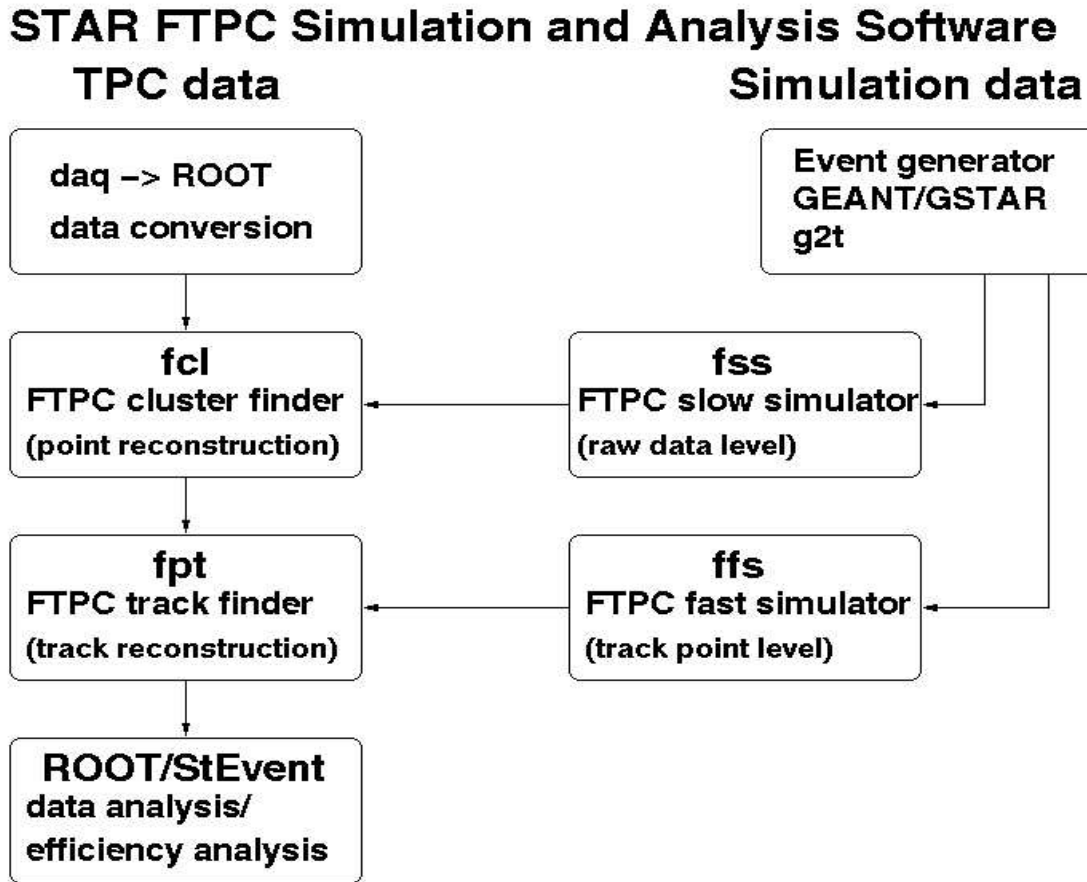 STAR FTPC Simulation and Analysis Software
TPC data
Simulation data
daq –> ROOT
data conversion
Event generator
GEANT/GSTAR
g2t
fcl
FTPC cluster finder
(point reconstruction)
fss
FTPC slow simulator
(raw data level)
fpt
FTPC track finder
(track reconstruction)
ffs
FTPC fast simulator
(track point level)
ROOT/StEvent
data analysis/
efficiency analysis